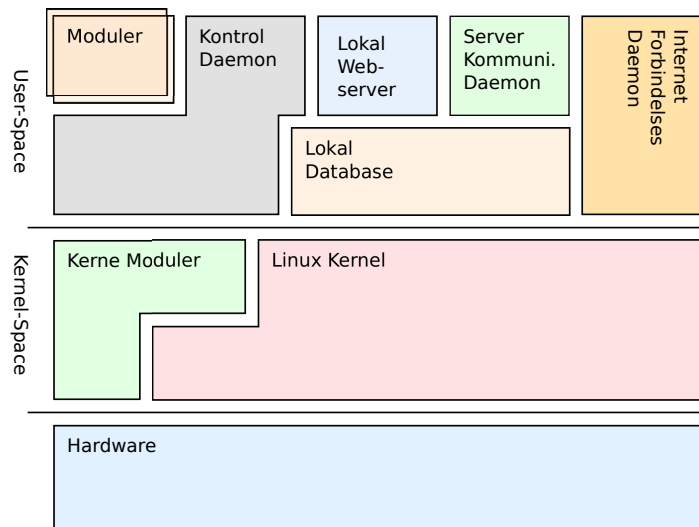 User-Space
Moduler
Kontrol
Daemon
Lokal
Web-
server
Server
Kommuni.
Daemon
Internet
Forbindelses
Daemon
Lokal
Database
Kernel-Space
Kerne Moduler
Linux Kernel
Hardware